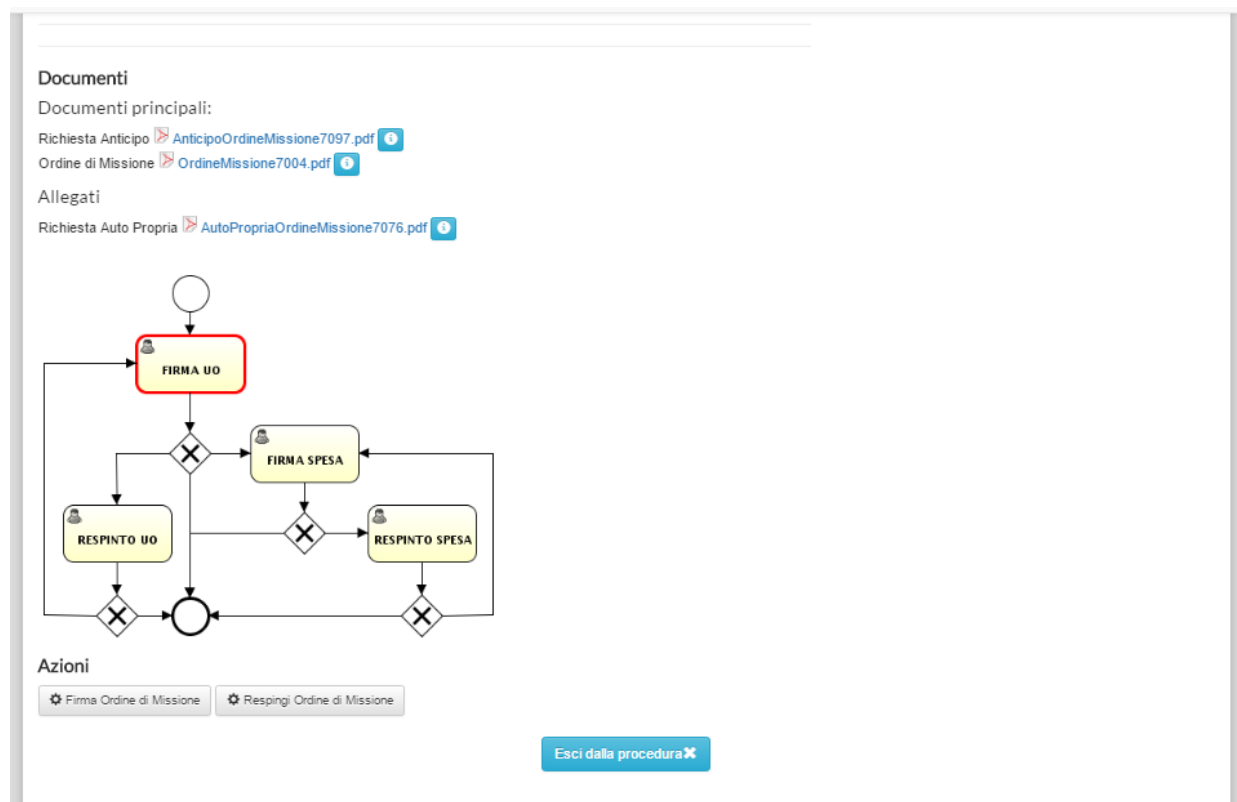 Documenti
Documenti principali:
Richiesta Anticipo AnticipoOrdineMissione7097.pdf
Ordine di Missione OrdineMissione7004.pdf
Allegati
Richiesta Auto Propria AutoPropriaOrdineMissione7076.pdf
FIRMA UO
FIRMA SPESA
RESPINTO UO
RESPINTO SPESA
Azioni
Firma Ordine di Missione Respingi Ordine di Missione
Esci dalla procedura